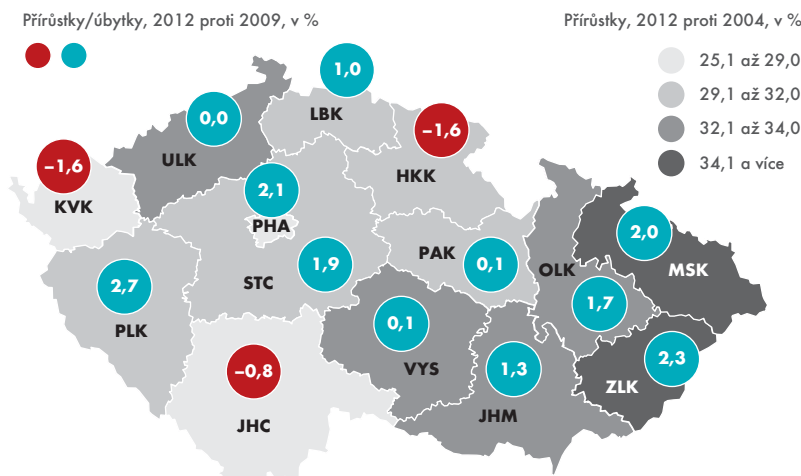 Přírůstky/úbytky, 2012 proti 2009, v %
Přírůstky, 2012 proti 2004, v %
25,1 až 29,0
29,1 až 32,0
32,1 až 34,0
34,1 a více
1,0
LBK
0,0
ULK
–1,6
HKK
–1,6
KVK
2,1
PHA
2,0
MSK
PAK
0,1
OLK
1,9
STC
2,7
PLK
1,7
0,1
VYS
1,3
JHM
2,3
ZLK
–0,8
JHC